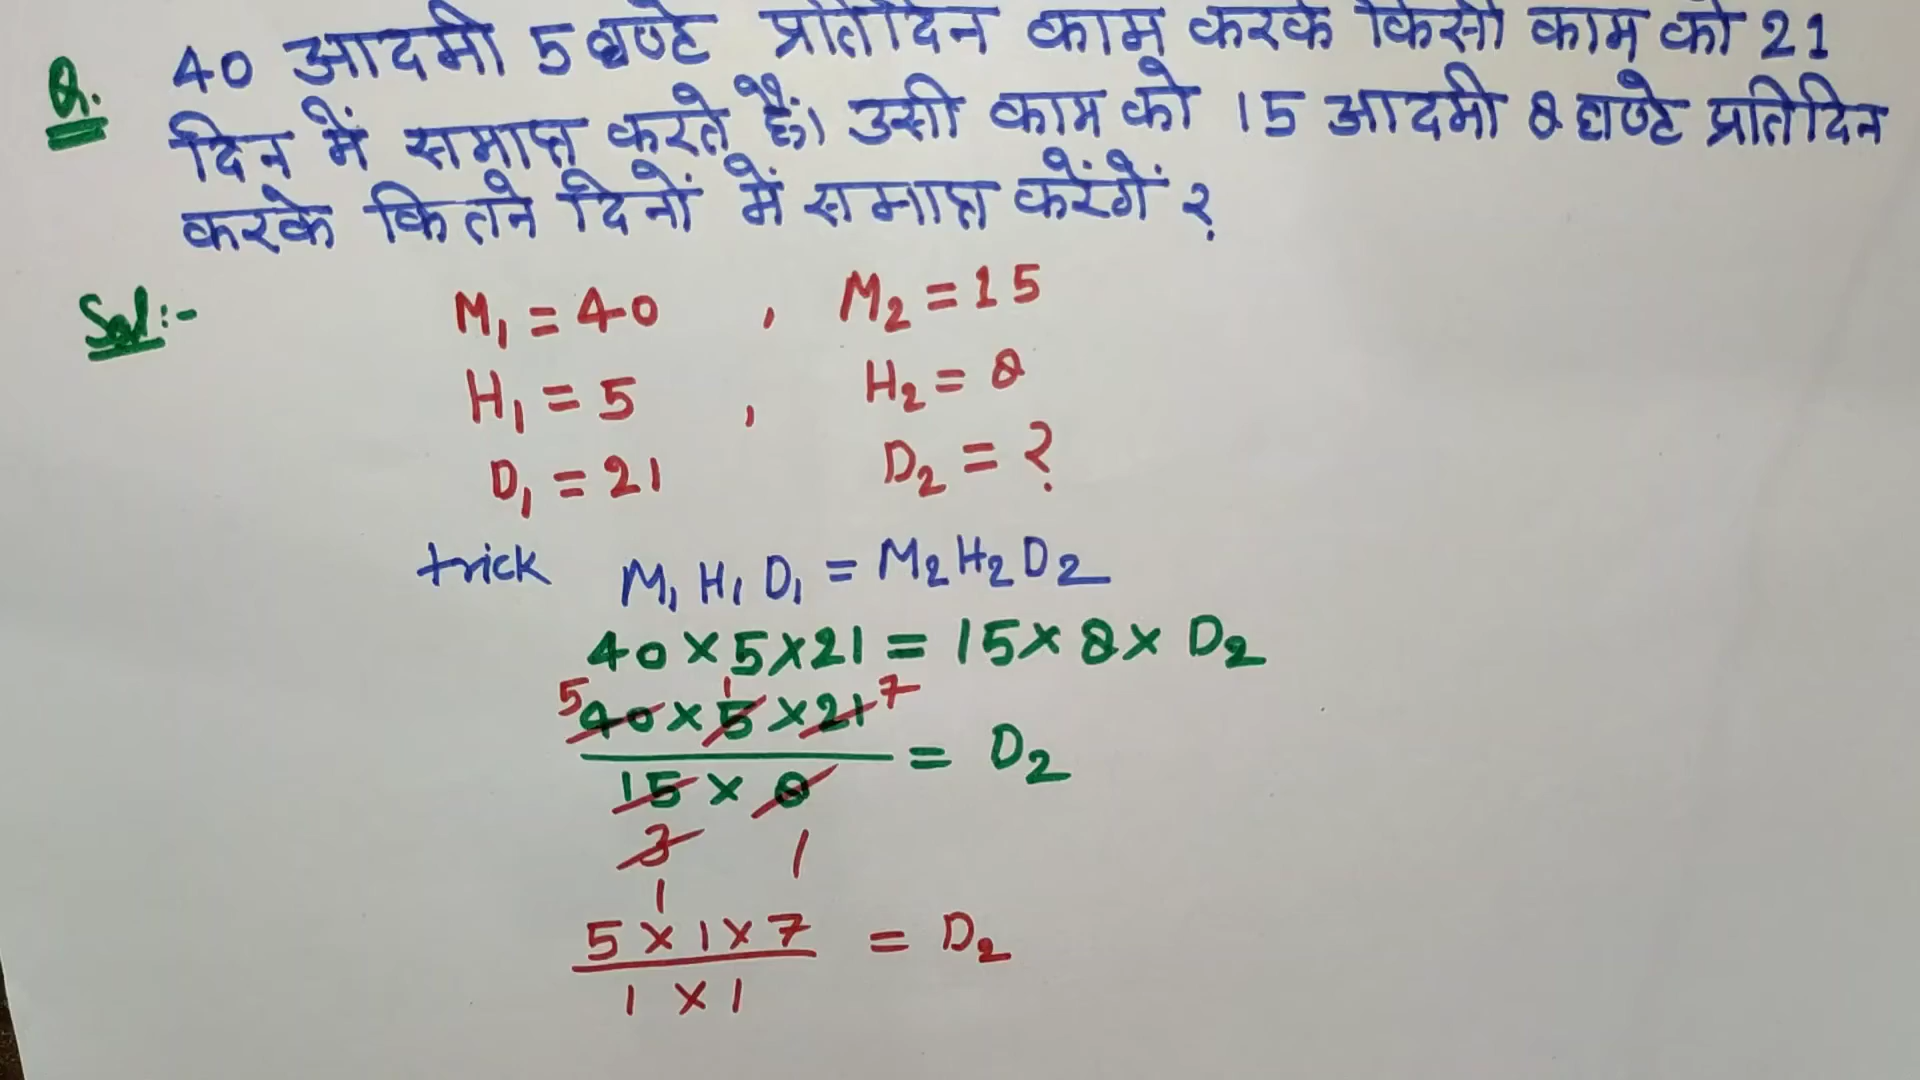 Q. 40 आदमी 5 घण्टे प्रतिदिन काम करके किसी काम को 21
दिन में समाप्त करते हैं। उसी काम को 15 आदमी 8 घण्टे प्रतिदिन
करके कितने दिनों में समाप्त करेंगें ?
Sol:- M₁ = 40 , M₂ = 15
H₁ = 5 , H₂ = 8
D₁ = 21 D₂ = ?
trick M₁ H₁ D₁ = M₂ H₂ D₂
40 × 5 × 21 = 15 × 8 × D₂
5 1 7
40 × 5 × 21 = D₂
15 × 8
3 1
1
5 × 1 × 7 = D₂
1 × 1